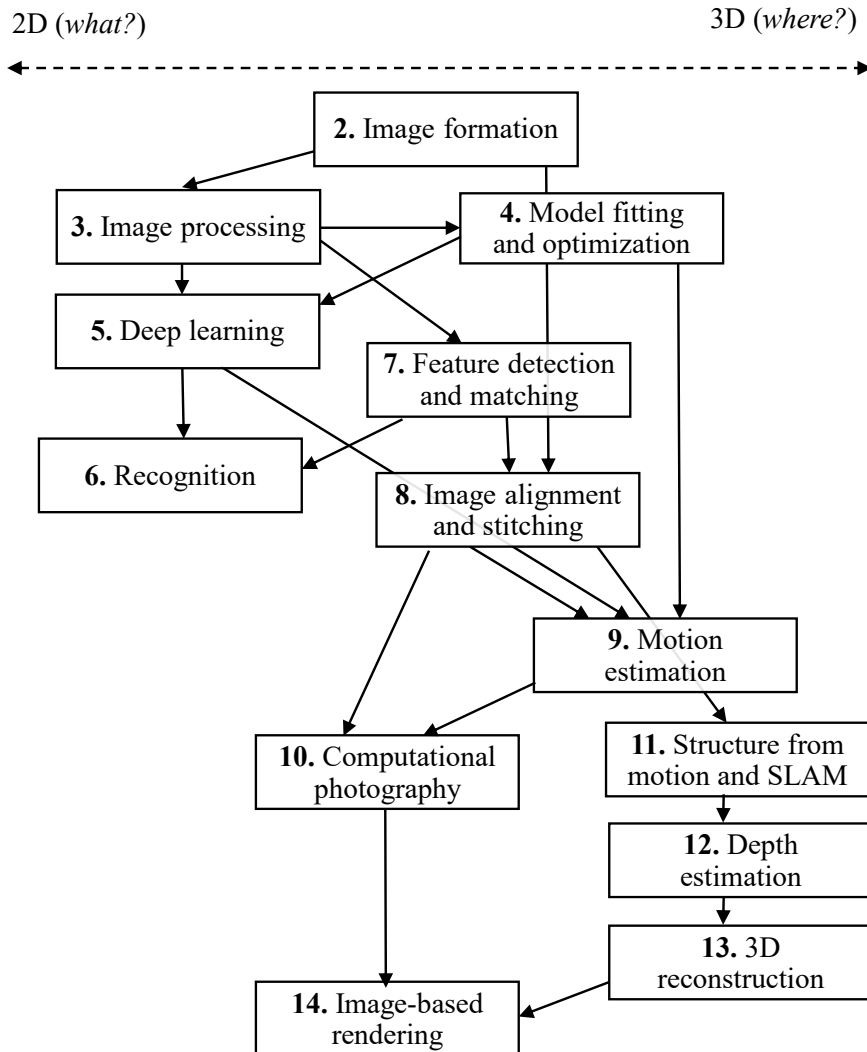 2D (what?)
3D (where?)
2. Image formation
3. Image processing
4. Model fitting
and optimization
5. Deep learning
7. Feature detection
and matching
6. Recognition
8. Image alignment
and stitching
9. Motion
estimation
10. Computational
photography
11. Structure from
motion and SLAM
12. Depth
estimation
13. 3D
reconstruction
14. Image-based
rendering